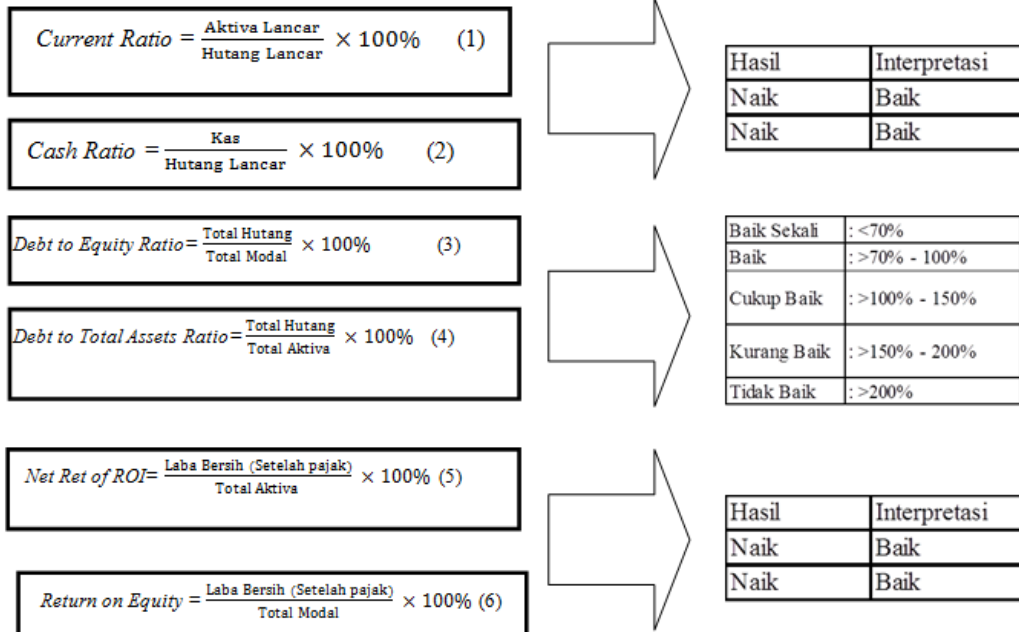 Current Ratio = Aktiva Lancar / Hutang Lancar × 100% (1)
Cash Ratio = Kas / Hutang Lancar × 100% (2)
Hasil Interpretasi
Naik Baik
Naik Baik
Debt to Equity Ratio= Total Hutang / Total Modal × 100% (3)
Debt to Total Assets Ratio= Total Hutang / Total Aktiva × 100% (4)
Baik Sekali : <70%
Baik : >70% - 100%
Cukup Baik : >100% - 150%
Kurang Baik : >150% - 200%
Tidak Baik : >200%
Net Ret of ROI= Laba Bersih (Setelah pajak) / Total Aktiva × 100% (5)
Return on Equity = Laba Bersih (Setelah pajak) / Total Modal × 100% (6)
Hasil Interpretasi
Naik Baik
Naik Baik